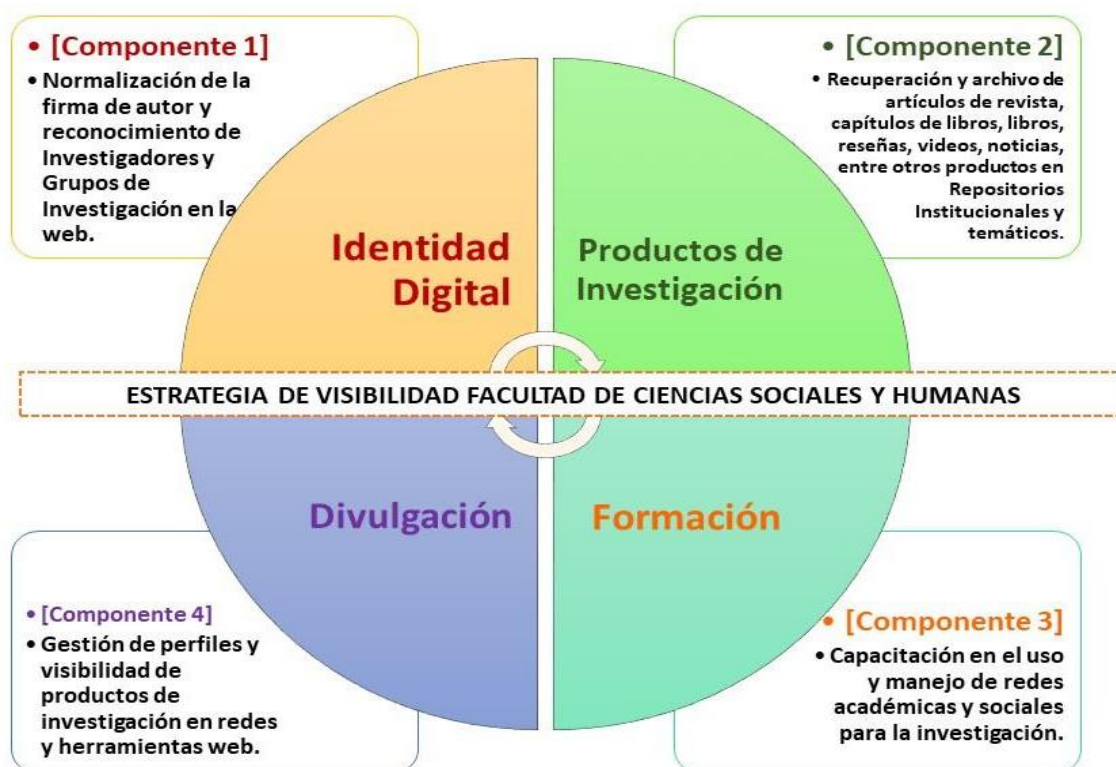 • [Componente 1]
• Normalización de la
firma de autor y
reconocimiento de
Investigadores y
Grupos de
Investigación en la
web.
• [Componente 2]
• Recuperación y archivo de
artículos de revista,
capítulos de libros, libros,
reseñas, videos, noticias,
entre otros productos en
Repositorios
Institucionales y
temáticos.
Identidad
Digital
Productos de
Investigación
ESTRATEGIA DE VISIBILIDAD FACULTAD DE CIENCIAS SOCIALES Y HUMANAS
Divulgación
Formación
• [Componente 4]
• Gestión de perfiles y
visibilidad de
productos de
investigación en redes
y herramientas web.
• [Componente 3]
• Capacitación en el uso
y manejo de redes
académicas y sociales
para la investigación.